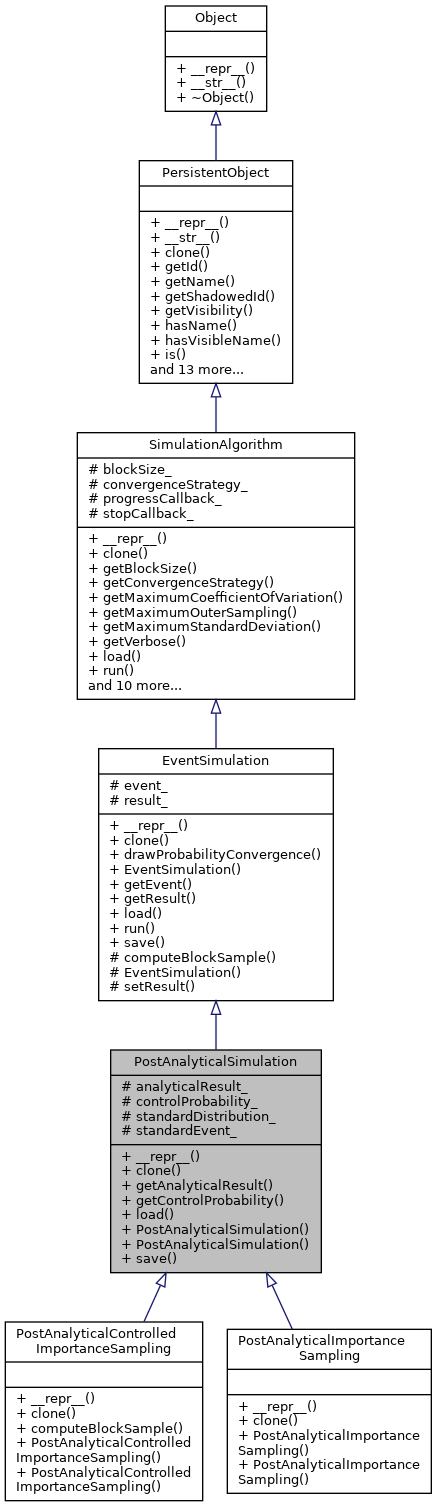 Object
+ __repr__()
+ __str__()
+ ~Object()
PersistentObject
+ __repr__()
+ __str__()
+ clone()
+ getId()
+ getName()
+ getShadowedId()
+ getVisibility()
+ hasName()
+ hasVisibleName()
+ is()
and 13 more...
SimulationAlgorithm
# blockSize_
# convergenceStrategy_
# progressCallback_
# stopCallback_
+ __repr__()
+ clone()
+ getBlockSize()
+ getConvergenceStrategy()
+ getMaximumCoefficientOfVariation()
+ getMaximumOuterSampling()
+ getMaximumStandardDeviation()
+ getVerbose()
+ load()
+ run()
and 10 more...
EventSimulation
# event_
# result_
+ __repr__()
+ clone()
+ drawProbabilityConvergence()
+ EventSimulation()
+ getEvent()
+ getResult()
+ load()
+ run()
+ save()
# computeBlockSample()
# EventSimulation()
# setResult()
PostAnalyticalSimulation
# analyticalResult_
# controlProbability_
# standardDistribution_
# standardEvent_
+ __repr__()
+ clone()
+ getAnalyticalResult()
+ getControlProbability()
+ load()
+ PostAnalyticalSimulation()
+ PostAnalyticalSimulation()
+ save()
PostAnalyticalControlled
ImportanceSampling
+ __repr__()
+ clone()
+ computeBlockSample()
+ PostAnalyticalControlled
ImportanceSampling()
+ PostAnalyticalControlled
ImportanceSampling()
PostAnalyticalImportance
Sampling
+ __repr__()
+ clone()
+ PostAnalyticalImportance
Sampling()
+ PostAnalyticalImportance
Sampling()